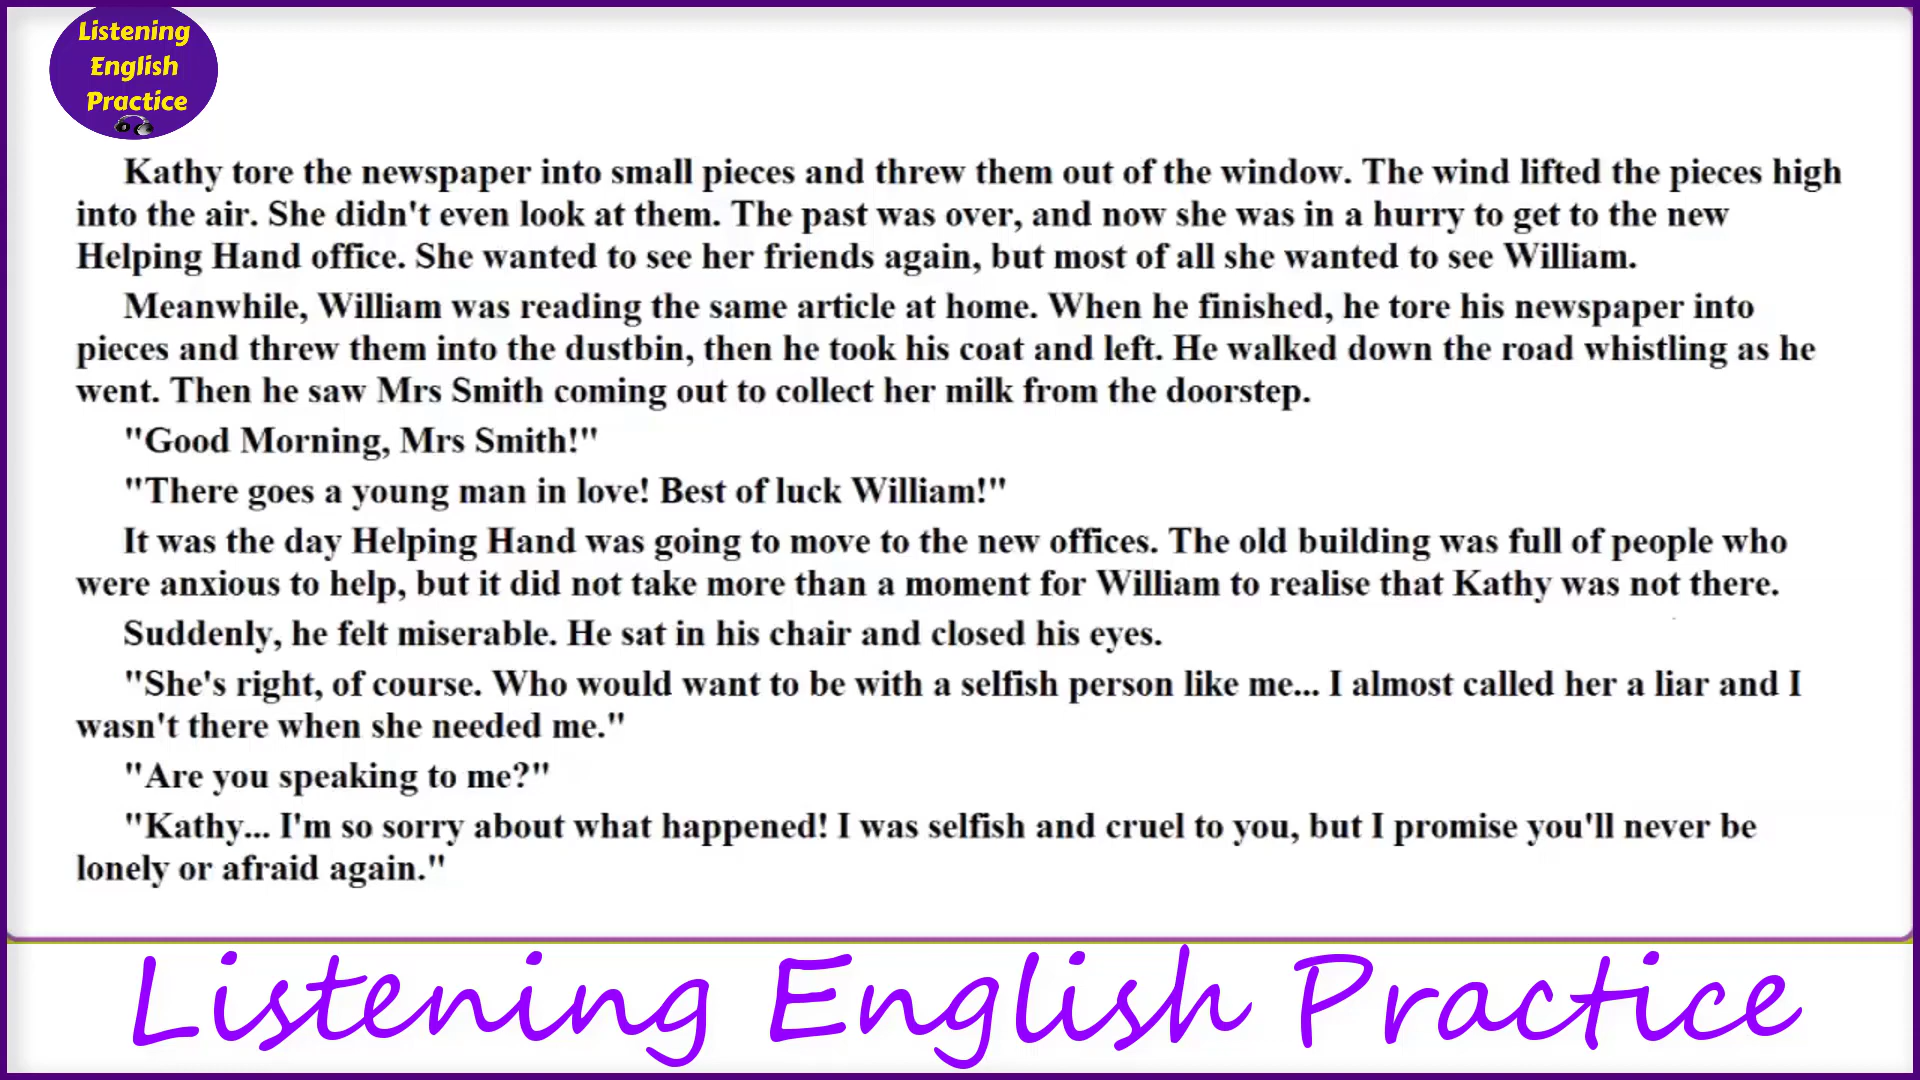 Listening
English
Practice
Kathy tore the newspaper into small pieces and threw them out of the window. The wind lifted the pieces high
into the air. She didn't even look at them. The past was over, and now she was in a hurry to get to the new
Helping Hand office. She wanted to see her friends again, but most of all she wanted to see William.
Meanwhile, William was reading the same article at home. When he finished, he tore his newspaper into
pieces and threw them into the dustbin, then he took his coat and left. He walked down the road whistling as he
went. Then he saw Mrs Smith coming out to collect her milk from the doorstep.
"Good Morning, Mrs Smith!"
"There goes a young man in love! Best of luck William!"
It was the day Helping Hand was going to move to the new offices. The old building was full of people who
were anxious to help, but it did not take more than a moment for William to realise that Kathy was not there.
Suddenly, he felt miserable. He sat in his chair and closed his eyes.
"She's right, of course. Who would want to be with a selfish person like me... I almost called her a liar and I
wasn't there when she needed me."
"Are you speaking to me?"
"Kathy... I'm so sorry about what happened! I was selfish and cruel to you, but I promise you'll never be
lonely or afraid again."
Listening English Practice